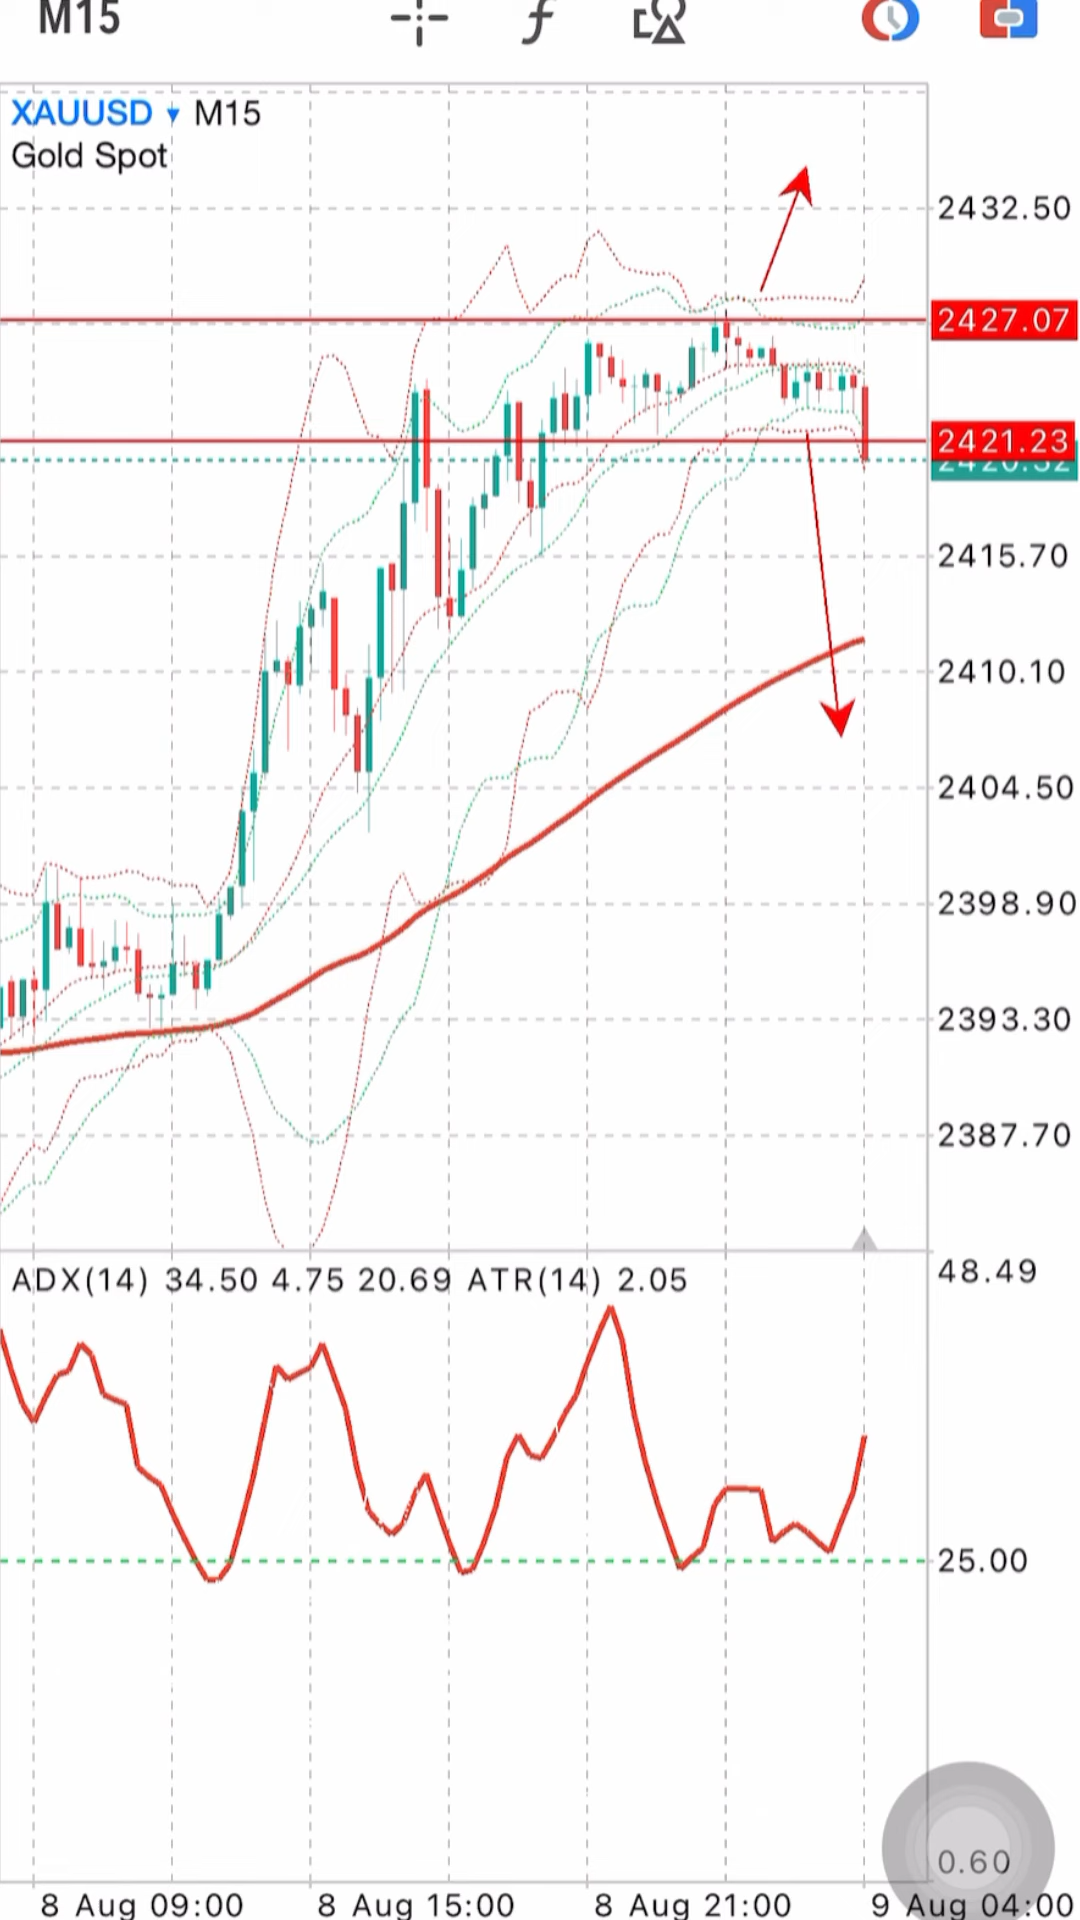 M15
XAUUSD ▾ M15
Gold Spot
2432.50
2427.07
2421.23
2415.70
2410.10
2404.50
2398.90
2393.30
2387.70
ADX(14) 34.50 4.75 20.69 ATR(14) 2.05
48.49
25.00
0.60
8 Aug 09:00
8 Aug 15:00
8 Aug 21:00
9 Aug 04:00